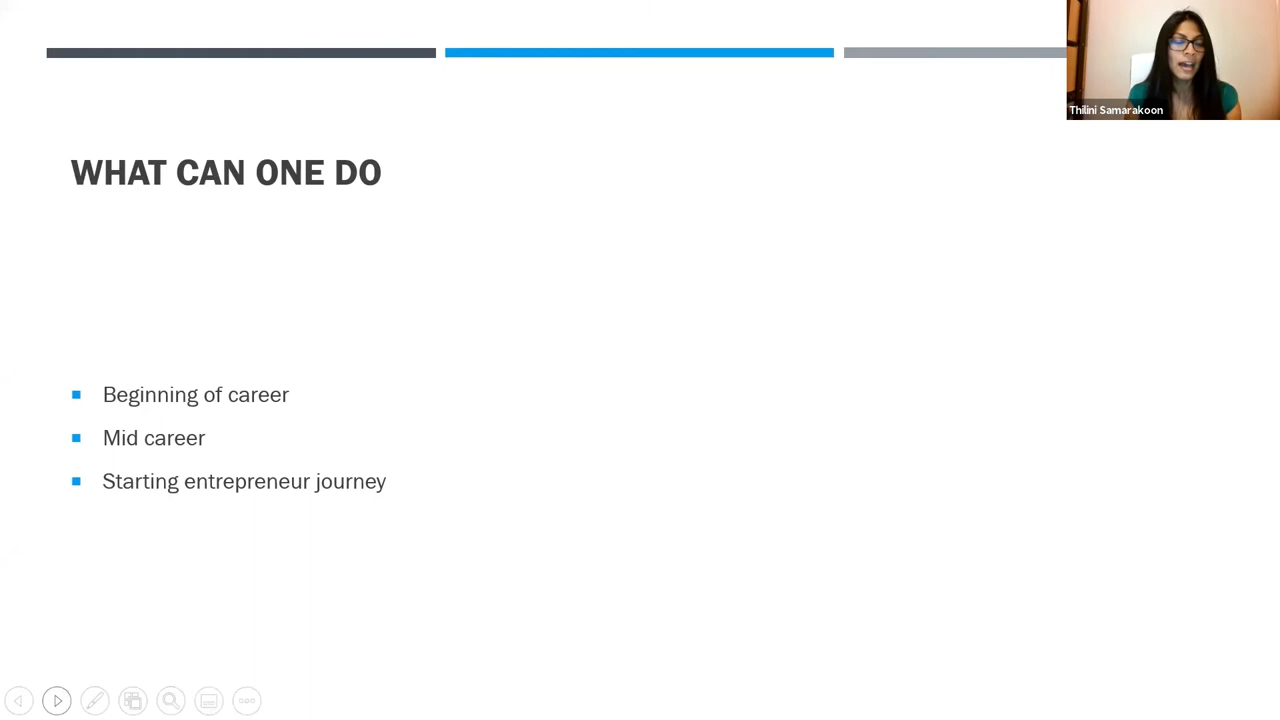 Thilini Samarakoon
WHAT CAN ONE DO
Beginning of career
Mid career
Starting entrepreneur journey